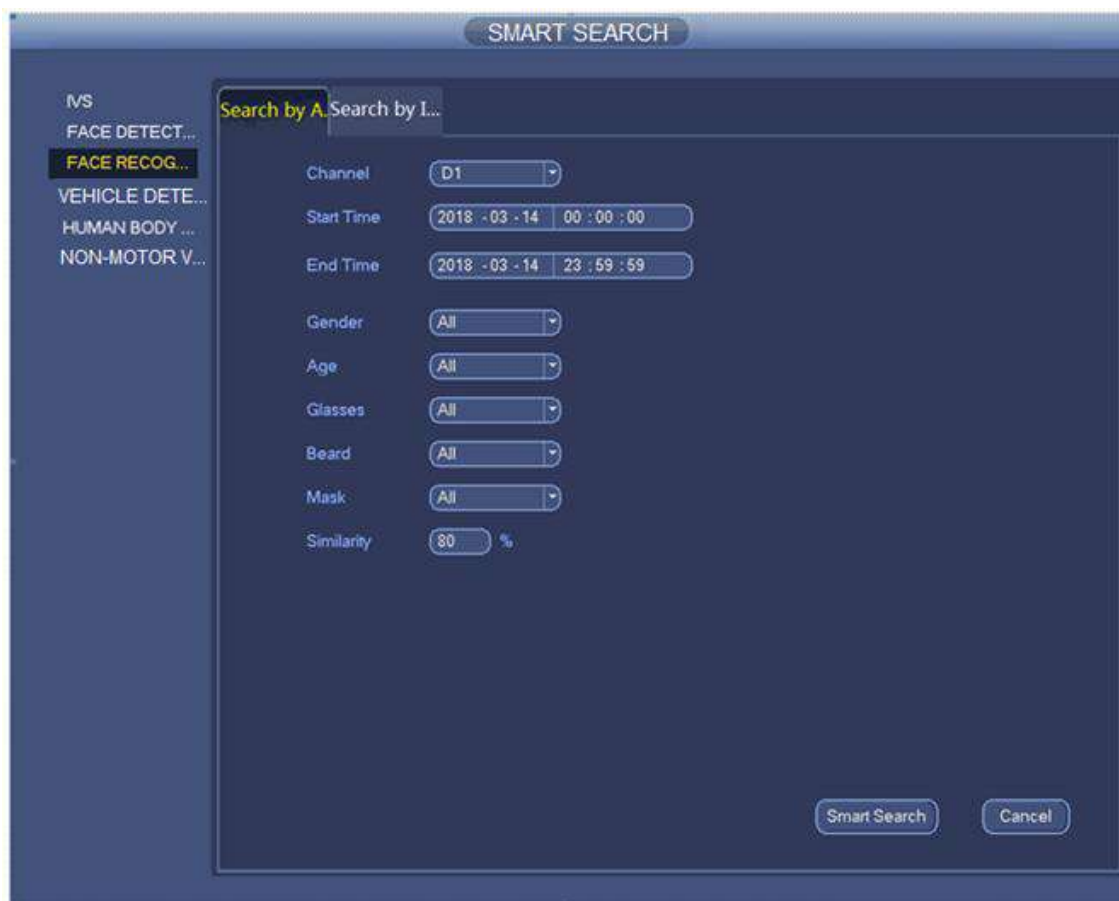 SMART SEARCH
IVS
FACE DETECT...
FACE RECOG...
VEHICLE DETE...
HUMAN BODY ...
NON-MOTOR V...
Search by A. Search by I...
Channel D1
Start Time 2018 - 03 - 14 00 : 00 : 00
End Time 2018 - 03 - 14 23 : 59 : 59
Gender All
Age All
Glasses All
Beard All
Mask All
Similarity 80 %
Smart Search Cancel